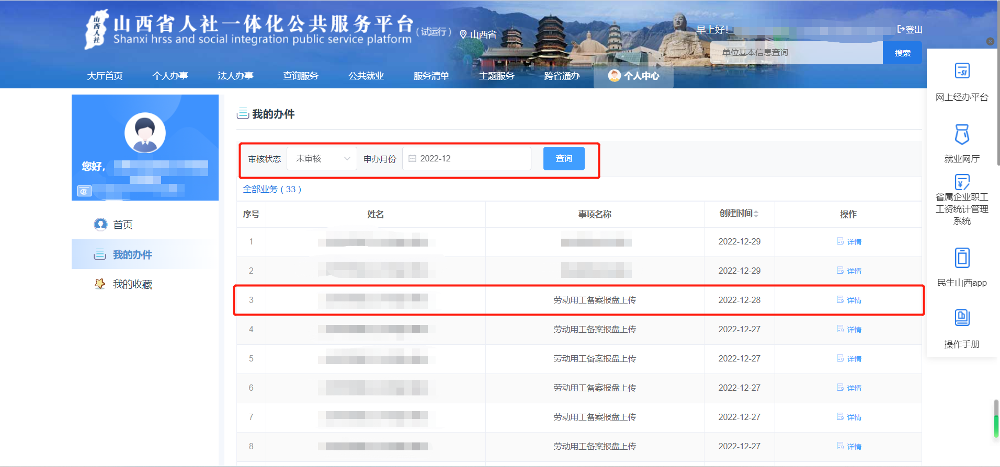 山西人社
山西省人社一体化公共服务平台(试运行)
Shanxi hrss and social integration public service platform
山西省
早上好!
登出
单位基本信息查询
搜索
大厅首页 个人办事 法人办事 查询服务 公共就业 服务清单 主题服务 跨省通办 个人中心
您好,
首页
我的办件
我的收藏
我的办件
审核状态 未审核 申办月份 2022-12 查询
全部业务 ( 33 )
序号 姓名 事项名称 创建时间 操作
1 2022-12-29 详情
2 2022-12-29 详情
3 劳动用工备案报盘上传 2022-12-28 详情
4 劳动用工备案报盘上传 2022-12-27 详情
5 劳动用工备案报盘上传 2022-12-27 详情
6 劳动用工备案报盘上传 2022-12-27 详情
7 劳动用工备案报盘上传 2022-12-27 详情
8 劳动用工备案报盘上传 2022-12-27 详情
网上经办平台
就业网厅
省属企业职工
工资统计管理
系统
民生山西app
操作手册